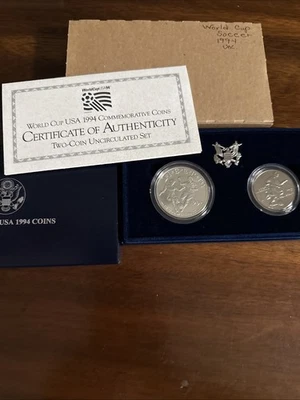 World Cup
Soccer
1994
Unc.
WorldCupUSA94
WORLD CUP USA 1994 COMMEMORATIVE COINS
CERTIFICATE OF AUTHENTICITY
TWO-COIN UNCIRCULATED SET
USA 1994 COINS